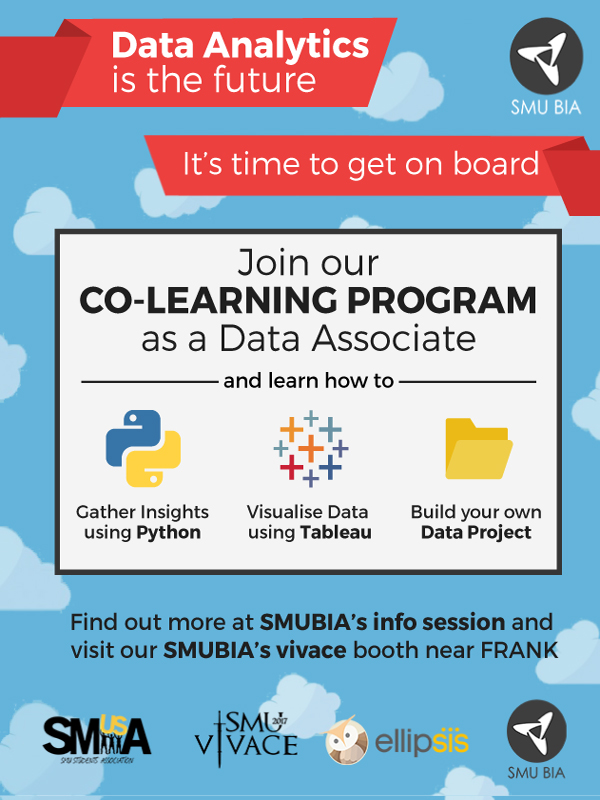 Data Analytics
is the future
SMU BIA
It's time to get on board
Join our
CO-LEARNING PROGRAM
as a Data Associate
and learn how to
Gather Insights
using Python
Visualise Data
using Tableau
Build your own
Data Project
Find out more at SMUBIA's info session and
visit our SMUBIA's vivace booth near FRANK
SMUSA
SMU STUDENTS ASSOCIATION
SMU 2017
VIVACE
ellipsis
SMU BIA